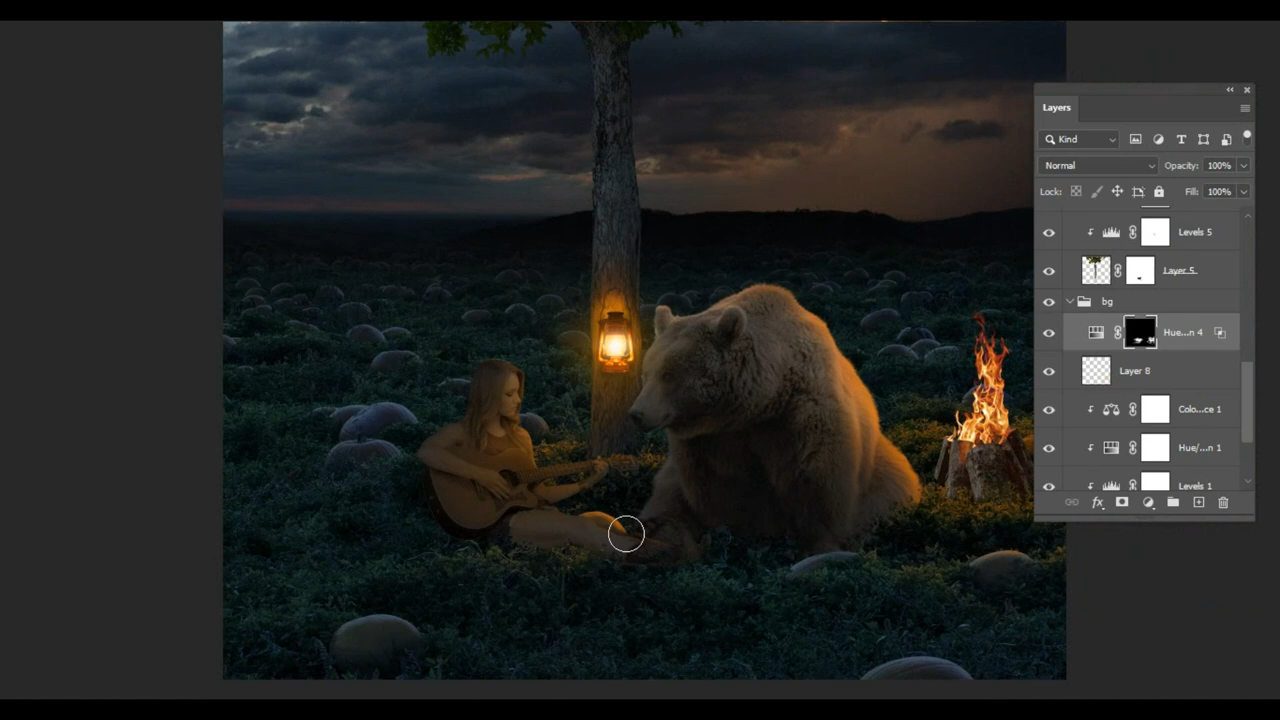 Layers
Kind
Normal Opacity: 100%
Lock: Fill: 100%
Levels 5
Layer 5
bg
Hue...n 4
Layer 8
Colo...ce 1
Hue/...n 1
Levels 1
fx